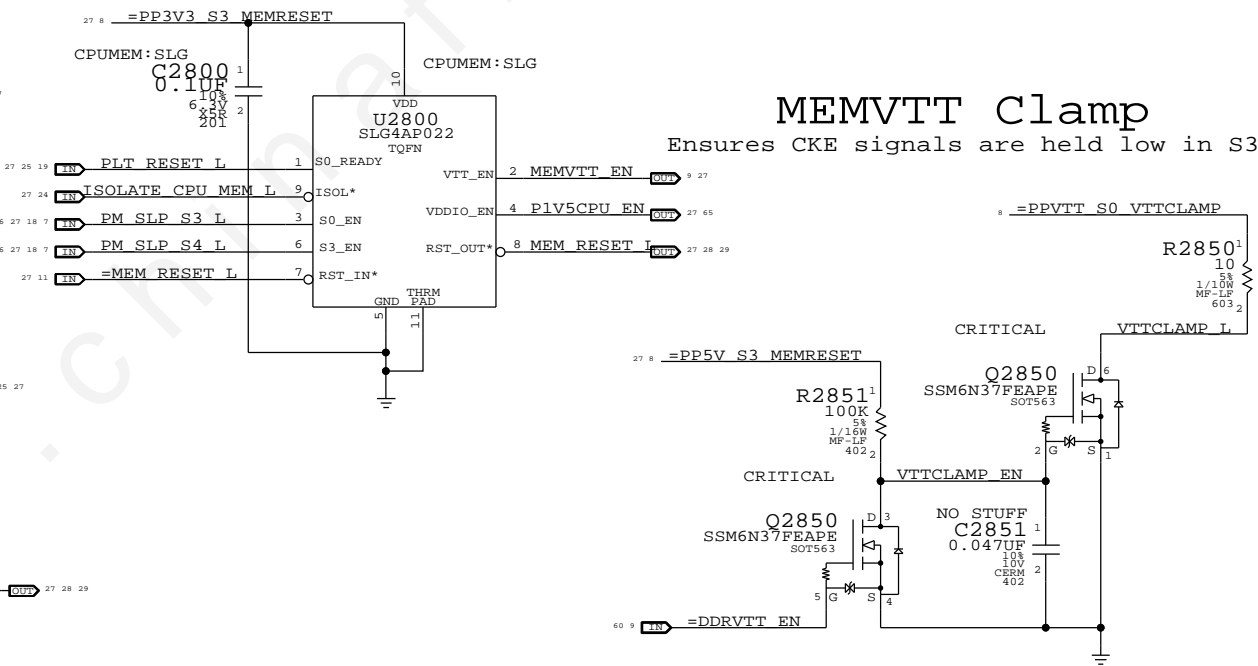 27 8 =PP3V3_S3_MEMRESET
CPUMEM:SLG
C2800
0.1UF
10%
6.3V
X5R
201
1
2
CPUMEM:SLG
10
VDD
U2800
SLG4AP022
TQFN
27 25 19 IN PLT_RESET_L 1 S0_READY
27 24 IN ISOLATE_CPU_MEM_L 9 ISOL*
27 18 7 IN PM_SLP_S3_L 3 S0_EN
27 18 7 IN PM_SLP_S4_L 6 S3_EN
27 11 IN =MEM_RESET_L 7 RST_IN*
VTT_EN 2 MEMVTT_EN OUT 9 27
VDDIO_EN 4 P1V5CPU_EN OUT 27 65
RST_OUT* 8 MEM_RESET_L OUT 27 28 29
GND
THRM
PAD
5
11
25 27
OUT 27 28 29
MEMVTT Clamp
Ensures CKE signals are held low in S3
8 =PPVTT_S0_VTTCLAMP
R2850
10
5%
1/10W
MF-LF
603
1
2
CRITICAL
VTTCLAMP_L
Q2850
SSM6N37FEAPE
SOT563
D 6
2 G
S 1
27 8 =PP5V_S3_MEMRESET
R2851
100K
5%
1/16W
MF-LF
402
1
2
CRITICAL
VTTCLAMP_EN
Q2850
SSM6N37FEAPE
SOT563
D 3
5 G
S 4
NO STUFF
C2851
0.047UF
10%
10V
CERM
402
1
2
60 9 IN =DDRVTT_EN
.chinaf